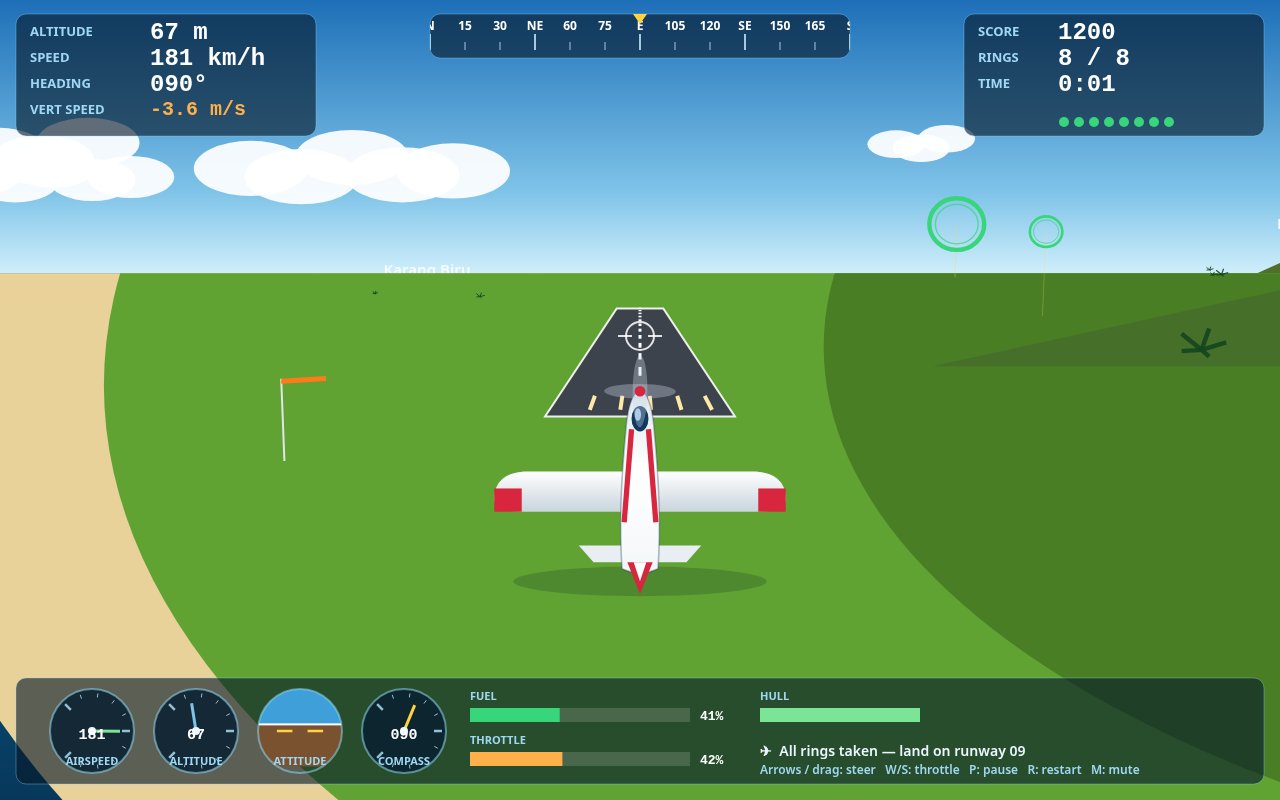 ALTITUDE 67 m
SPEED 181 km/h
HEADING 090°
VERT SPEED -3.6 m/s
15 30 NE 60 75 E 105 120 SE 150 165
SCORE 1200
RINGS 8 / 8
TIME 0:01
Karang Biru
181
AIRSPEED
67
ALTITUDE
ATTITUDE
090
COMPASS
FUEL
41%
THROTTLE
42%
HULL
✈ All rings taken — land on runway 09
Arrows / drag: steer W/S: throttle P: pause R: restart M: mute